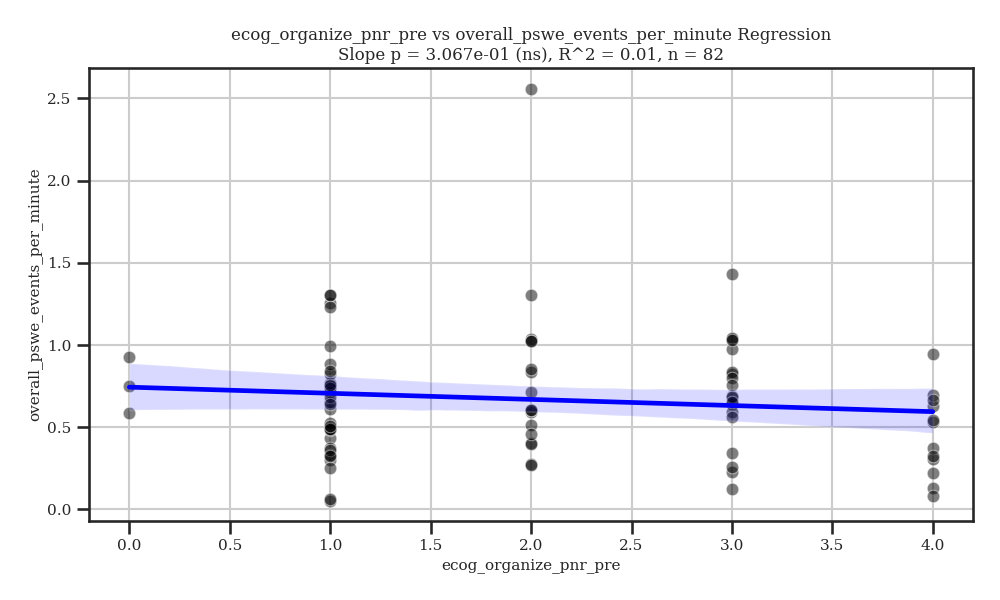 ecog_organize_pnr_pre vs overall_pswe_events_per_minute Regression
Slope p = 3.067e-01 (ns), R^2 = 0.01, n = 82
overall_pswe_events_per_minute
2.5
2.0
1.5
1.0
0.5
0.0
0.0 0.5 1.0 1.5 2.0 2.5 3.0 3.5 4.0
ecog_organize_pnr_pre